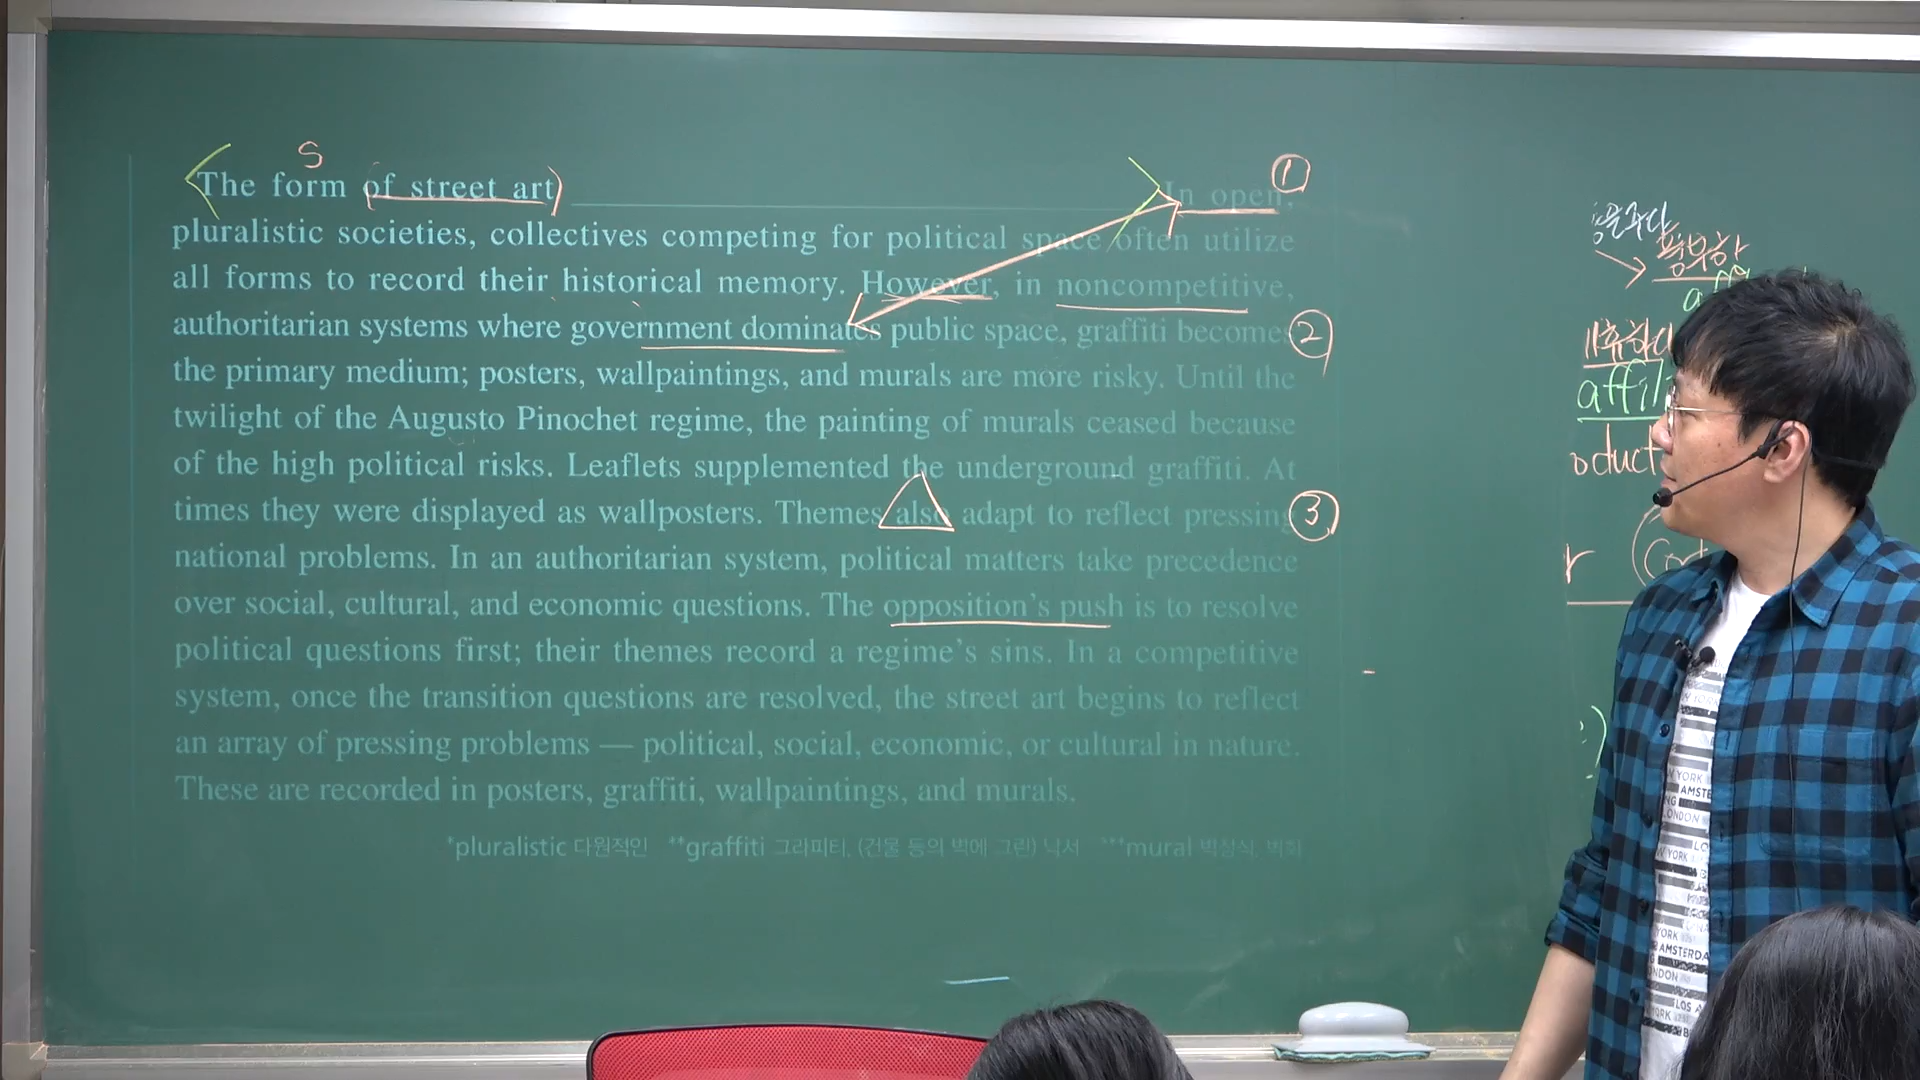 S
The form of street art In open, ①
pluralistic societies, collectives competing for political space often utilize
all forms to record their historical memory. However, in noncompetitive,
authoritarian systems where government dominates public space, graffiti becomes ②
the primary medium; posters, wallpaintings, and murals are more risky. Until the
twilight of the Augusto Pinochet regime, the painting of murals ceased because
of the high political risks. Leaflets supplemented the underground graffiti. At
times they were displayed as wallposters. Themes also adapt to reflect pressing ③
national problems. In an authoritarian system, political matters take precedence
over social, cultural, and economic questions. The opposition's push is to resolve
political questions first; their themes record a regime's sins. In a competitive
system, once the transition questions are resolved, the street art begins to reflect
an array of pressing problems — political, social, economic, or cultural in nature.
These are recorded in posters, graffiti, wallpaintings, and murals.
*pluralistic 다원적인 **graffiti 그라피티, (건물 등의 벽에 그린) 낙서 ***mural 벽장식, 벽화
풍부함
affil
oduct
r
YORK
AMSTERDA
LONDON